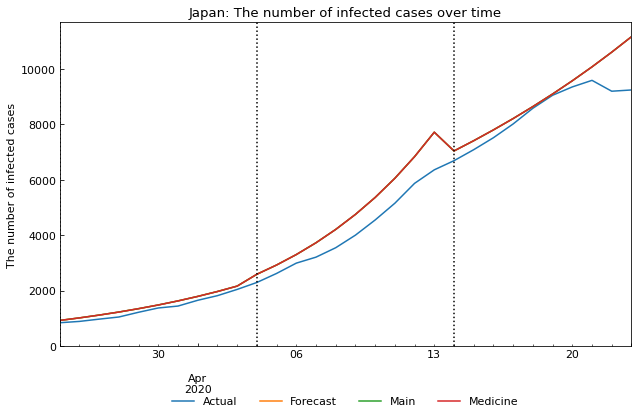 Japan: The number of infected cases over time
The number of infected cases
10000
8000
6000
4000
2000
0
30
06
13
20
Apr
2020
Actual
Forecast
Main
Medicine